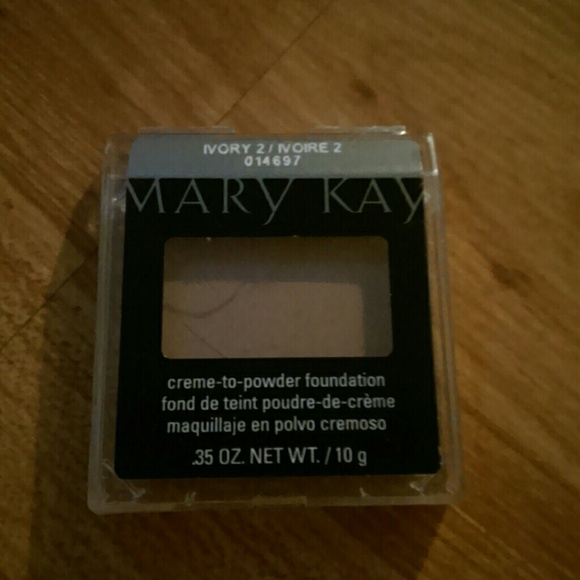 IVORY 2 / IVOIRE 2
014697
MARY KAY
creme-to-powder foundation
fond de teint poudre-de-crème
maquillaje en polvo cremoso
.35 OZ. NET WT. / 10 g